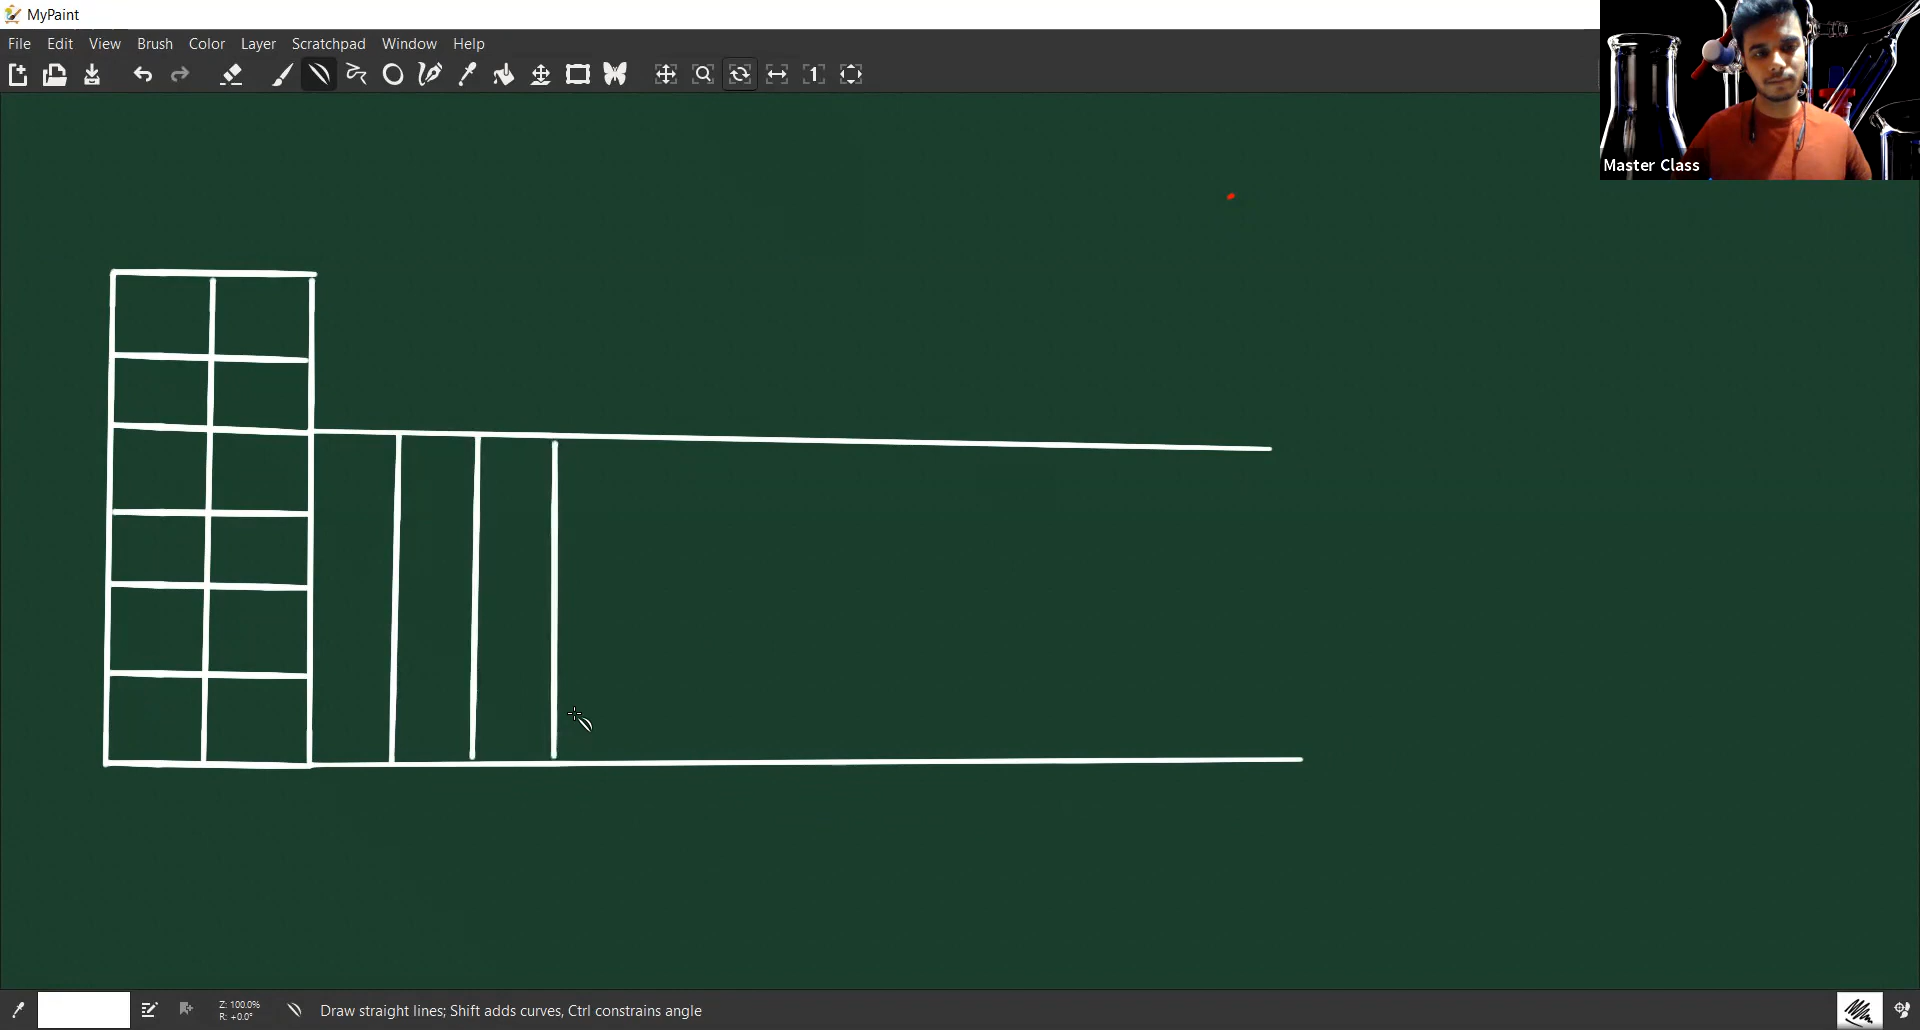 MyPaint
File Edit View Brush Color Layer Scratchpad Window Help
1
Master Class
Z: 100.0%
R: +0.0°
Draw straight lines; Shift adds curves, Ctrl constrains angle